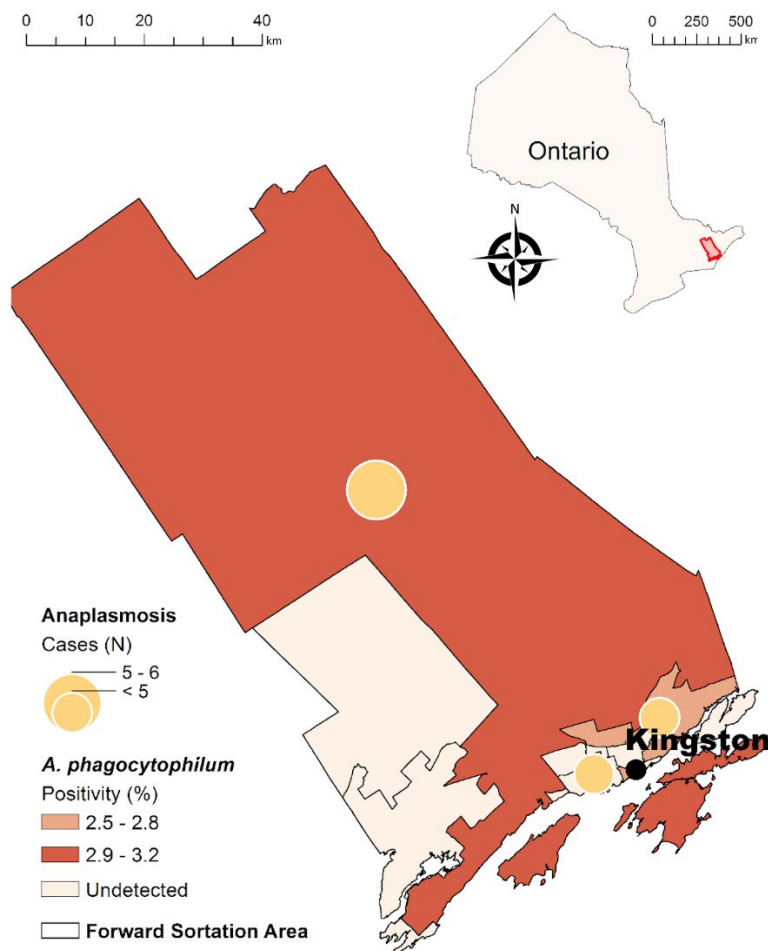 0 10 20 40
km
0 250 500
km
Ontario
N
Anaplasmosis
Cases (N)
5 - 6
< 5
Kingston
A. phagocytophilum
Positivity (%)
2.5 - 2.8
2.9 - 3.2
Undetected
Forward Sortation Area